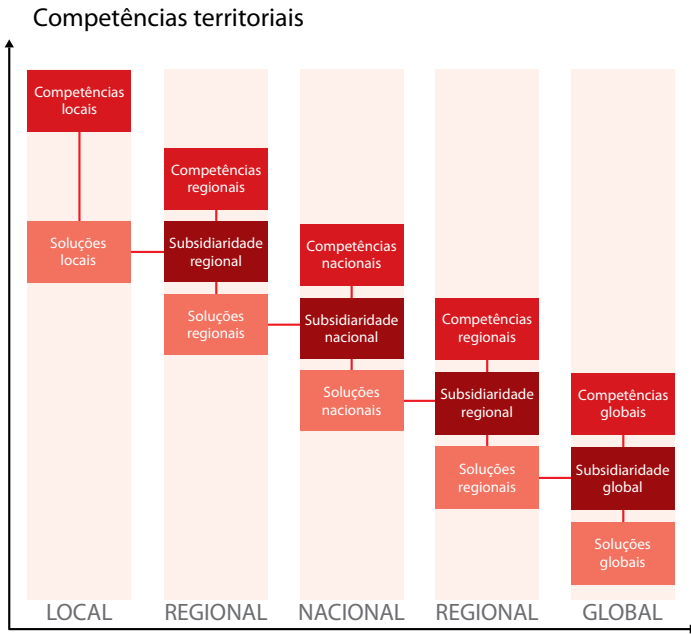 Competências territoriais
Competências
locais
Soluções
locais
Competências
regionais
Subsidiaridade
regional
Soluções
regionais
Competências
nacionais
Subsidiaridade
nacional
Soluções
nacionais
Competências
regionais
Subsidiaridade
regional
Soluções
regionais
Competências
globais
Subsidiaridade
global
Soluções
globais
LOCAL
REGIONAL
NACIONAL
REGIONAL
GLOBAL